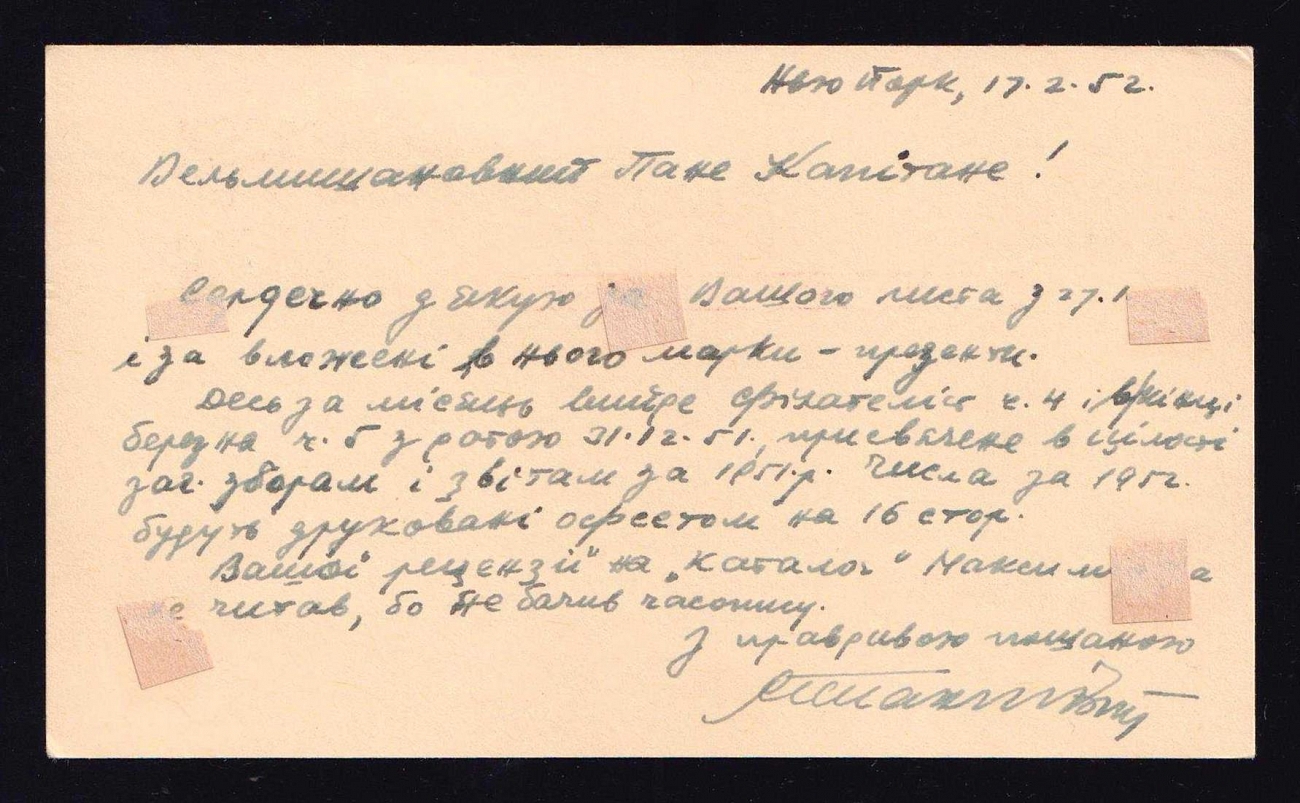 Нью Йорк, 17.2.52.
Вельмишановний Пане Капітане!
Сердечно дякую за Вашого листа з 27.1
і за вложені в нього марки – презенти.
Десь за місяць вийде Філателіст ч. 4 і в кінці
березня ч. 5 з датою 31.12.51, присвячене в цілості
заг. зборам і звітам за 1951.р. Числа за 1952.
будуть друковані офсетом на 16 стор.
Вашої рецензії на „Каталог" Максим а
не читав, бо не бачив часопису.
З правдивою пошаною